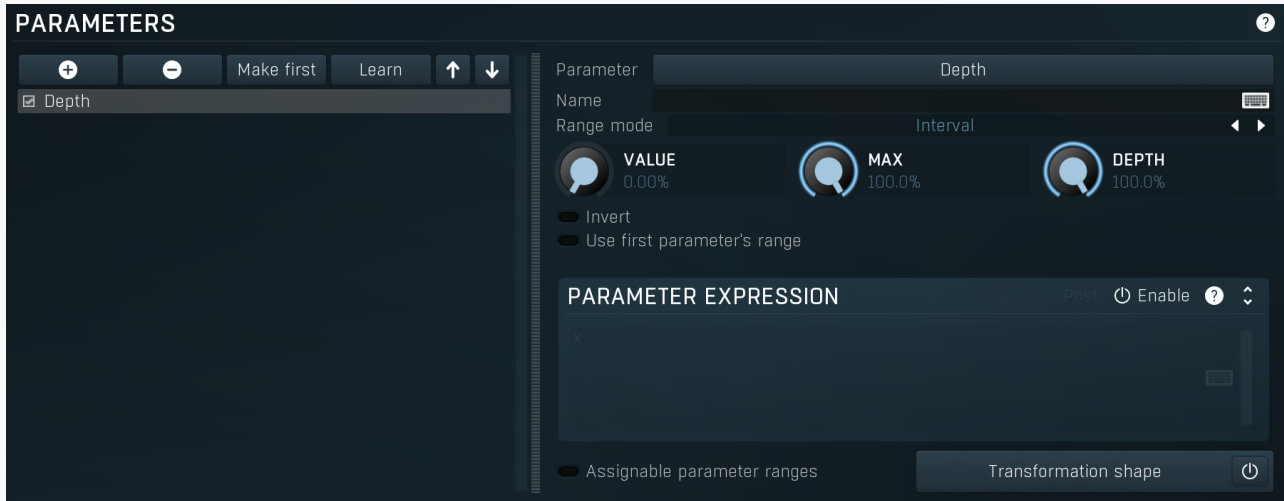 PARAMETERS
?
Make first Learn
Depth
Parameter Depth
Name
Range mode Interval
VALUE
0.00%
MAX
100.0%
DEPTH
100.0%
Invert
Use first parameter's range
PARAMETER EXPRESSION Post Enable ?
x
Assignable parameter ranges
Transformation shape